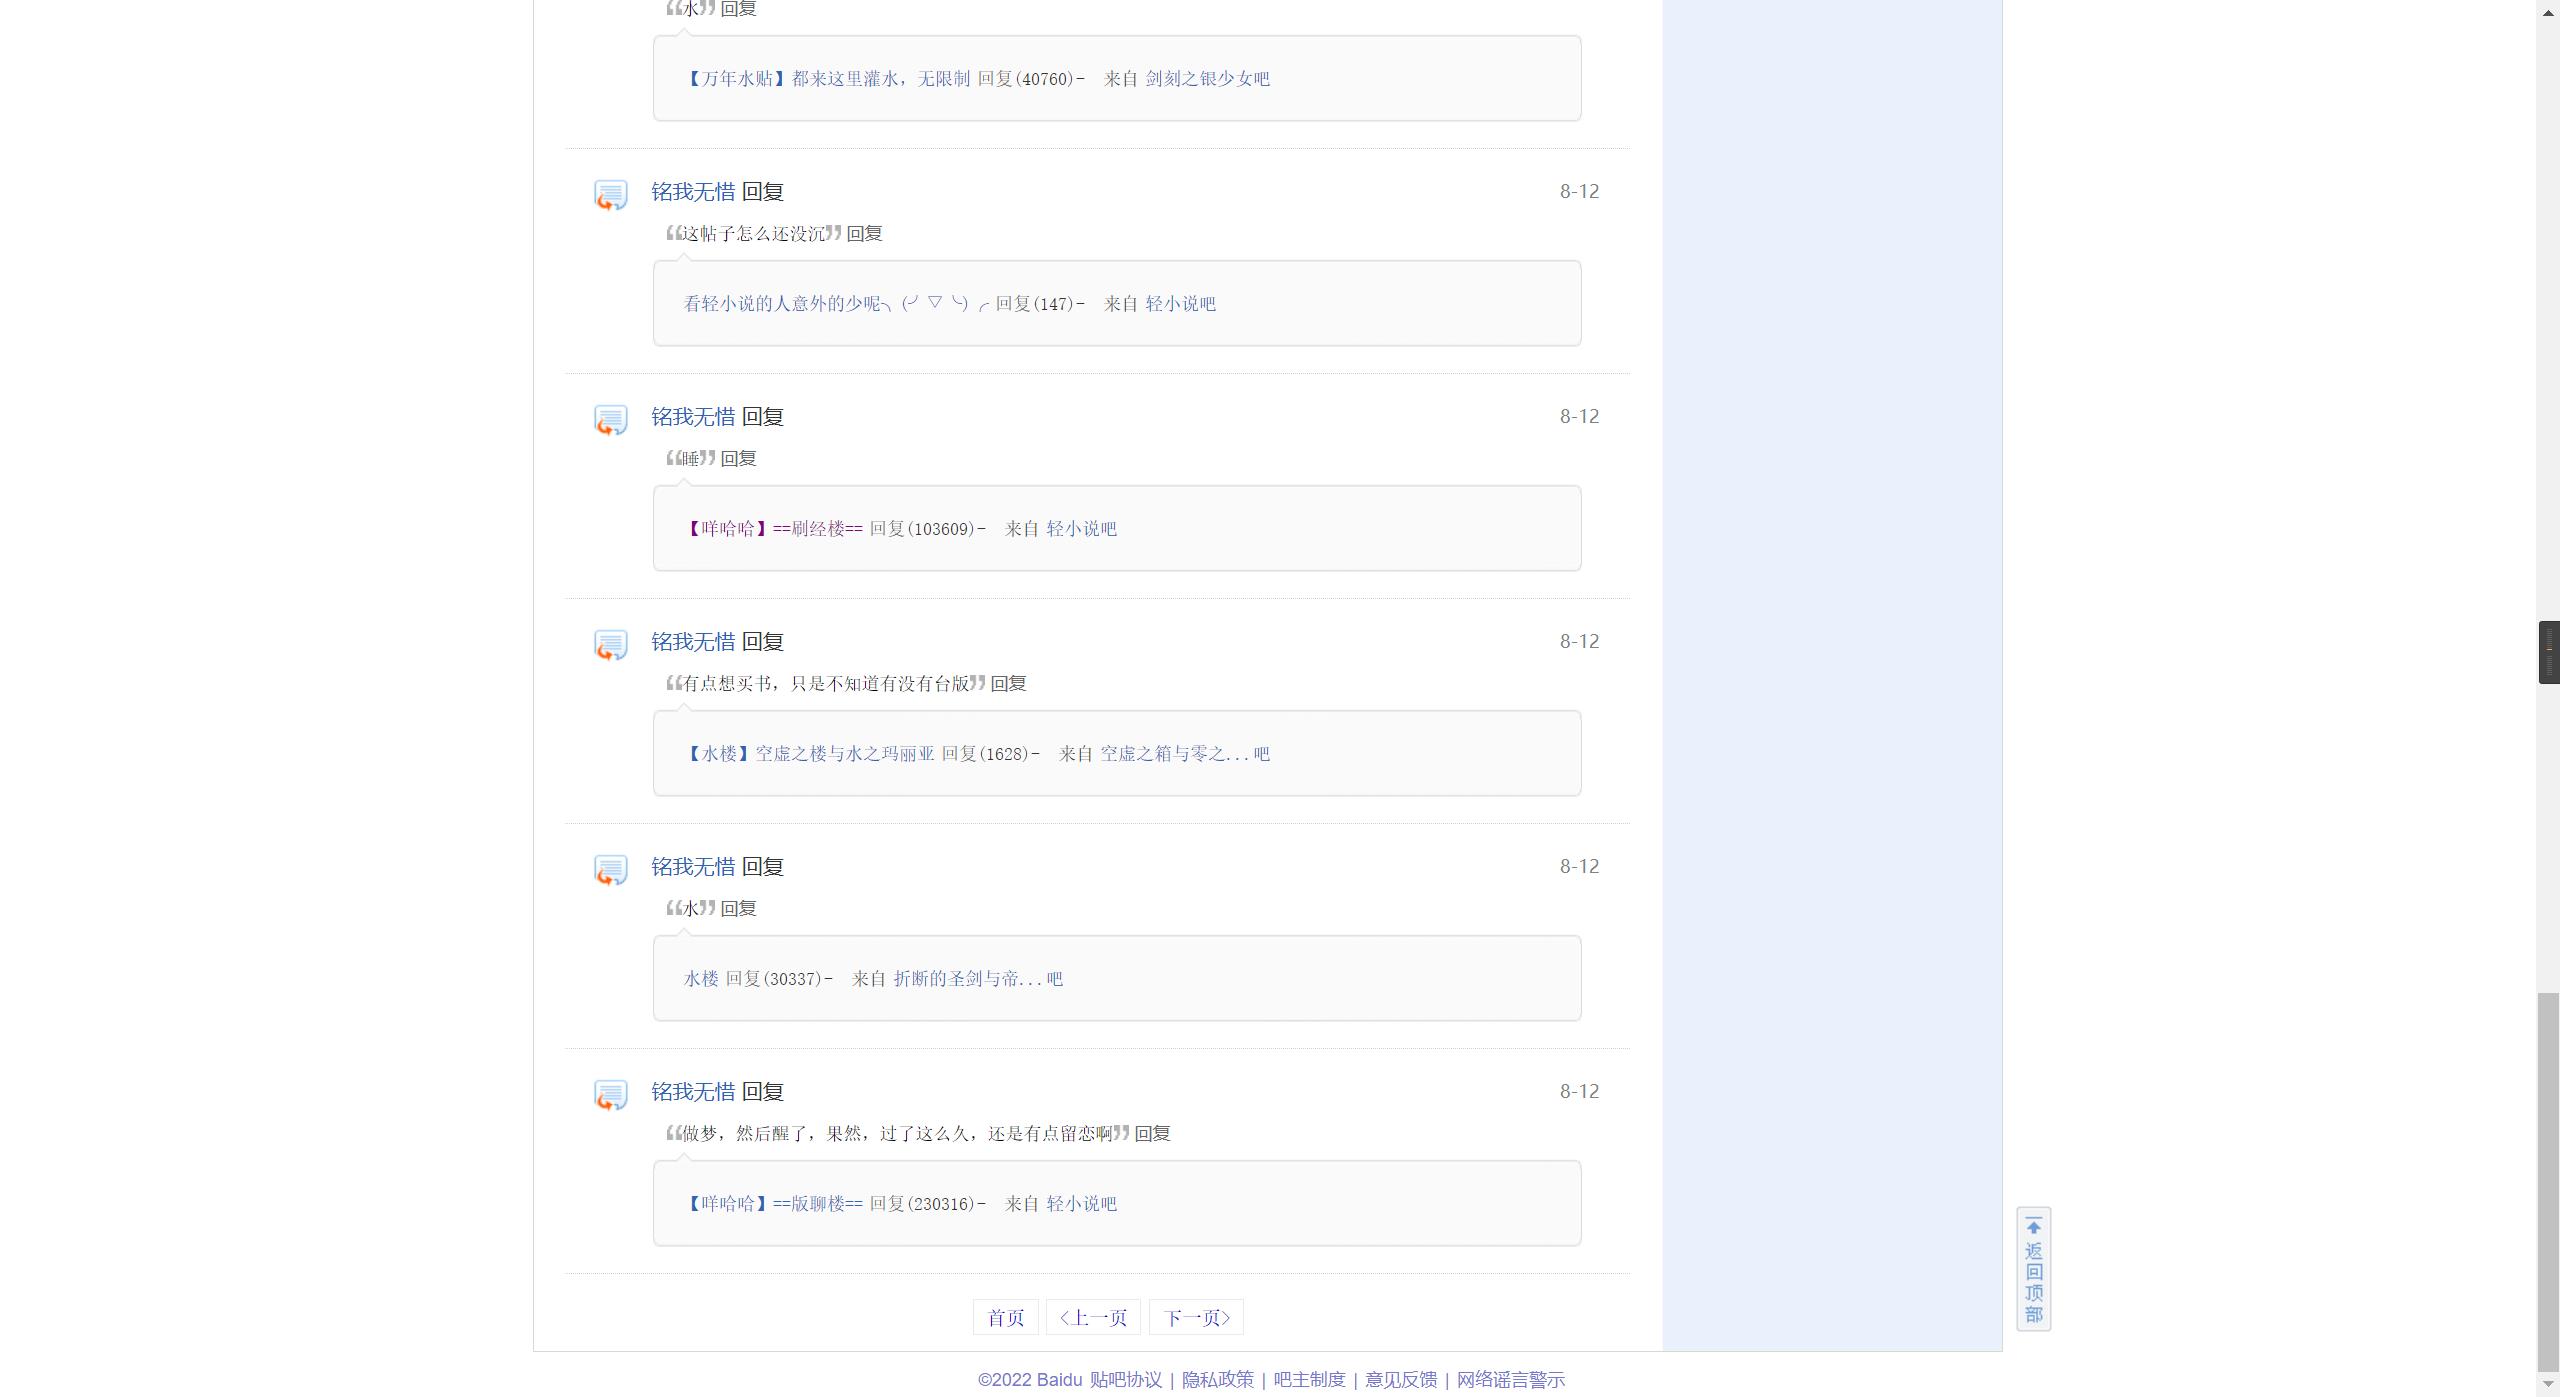 “水” 回复
【万年水贴】都来这里灌水，无限制 回复(40760)- 来自 剑刻之银少女吧
铭我无惜 回复 8-12
“这帖子怎么还没沉” 回复
看轻小说的人意外的少呢╮(╯▽╰)╭ 回复(147)- 来自 轻小说吧
铭我无惜 回复 8-12
“睡” 回复
【咩哈哈】==刷经楼== 回复(103609)- 来自 轻小说吧
铭我无惜 回复 8-12
“有点想买书，只是不知道有没有台版” 回复
【水楼】空虚之楼与水之玛丽亚 回复(1628)- 来自 空虚之箱与零之...吧
铭我无惜 回复 8-12
“水” 回复
水楼 回复(30337)- 来自 折断的圣剑与帝...吧
铭我无惜 回复 8-12
“做梦，然后醒了，果然，过了这么久，还是有点留恋啊” 回复
【咩哈哈】==版聊楼== 回复(230316)- 来自 轻小说吧
返回顶部
首页 <上一页 下一页>
©2022 Baidu 贴吧协议 | 隐私政策 | 吧主制度 | 意见反馈 | 网络谣言警示